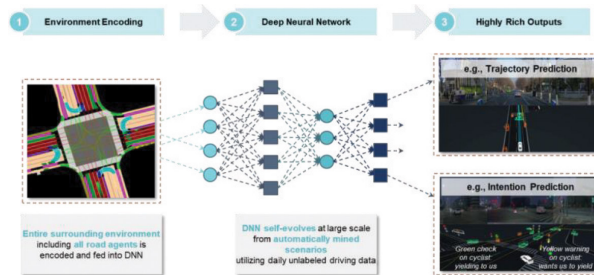 1 Environment Encoding
2 Deep Neural Network
3 Highly Rich Outputs
Entire surrounding environment
including all road agents is
encoded and fed into DNN
DNN self-evolves at large scale
from automatically mined
scenarios
utilizing daily unlabeled driving data
e.g., Trajectory Prediction
e.g., Intention Prediction
Green check
on cyclist:
yielding to us
Yellow warning
on cyclist:
wants us to yield